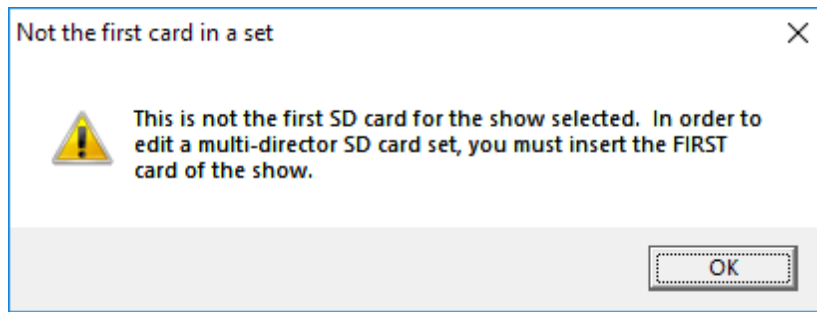 Not the first card in a set
This is not the first SD card for the show selected.  In order to
edit a multi-director SD card set, you must insert the FIRST
card of the show.
OK